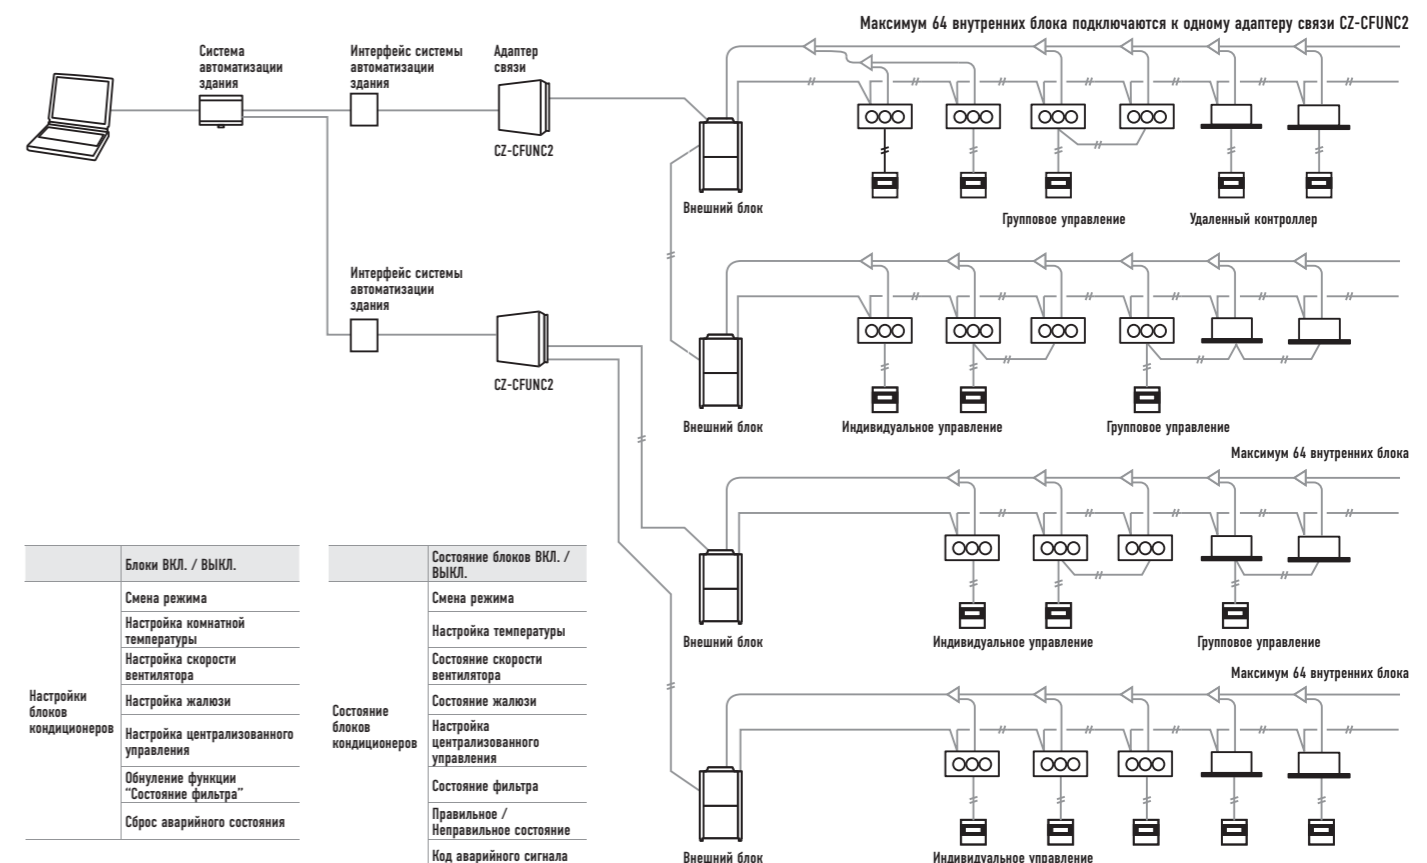 Максимум 64 внутренних блока подключаются к одному адаптеру связи CZ-CFUNC2
Система
автоматизации
здания
Интерфейс системы
автоматизации
здания
Адаптер
связи
CZ-CFUNC2
Внешний блок
Групповое управление
Удаленный контроллер
Интерфейс системы
автоматизации
здания
CZ-CFUNC2
Внешний блок
Индивидуальное управление
Групповое управление
Максимум 64 внутренних блока
Внешний блок
Индивидуальное управление
Групповое управление
Максимум 64 внутренних блока
Внешний блок
Индивидуальное управление
Блоки ВКЛ. / ВЫКЛ.
Настройки
блоков
кондиционеров
Смена режима
Настройка комнатной
температуры
Настройка скорости
вентилятора
Настройка жалюзи
Настройка централизованного
управления
Обнуление функции
“Состояние фильтра”
Сброс аварийного состояния
Состояние блоков ВКЛ. /
ВЫКЛ.
Состояние
блоков
кондиционеров
Смена режима
Настройка температуры
Состояние скорости
вентилятора
Состояние жалюзи
Настройка
централизованного
управления
Состояние фильтра
Правильное /
Неправильное состояние
Код аварийного сигнала